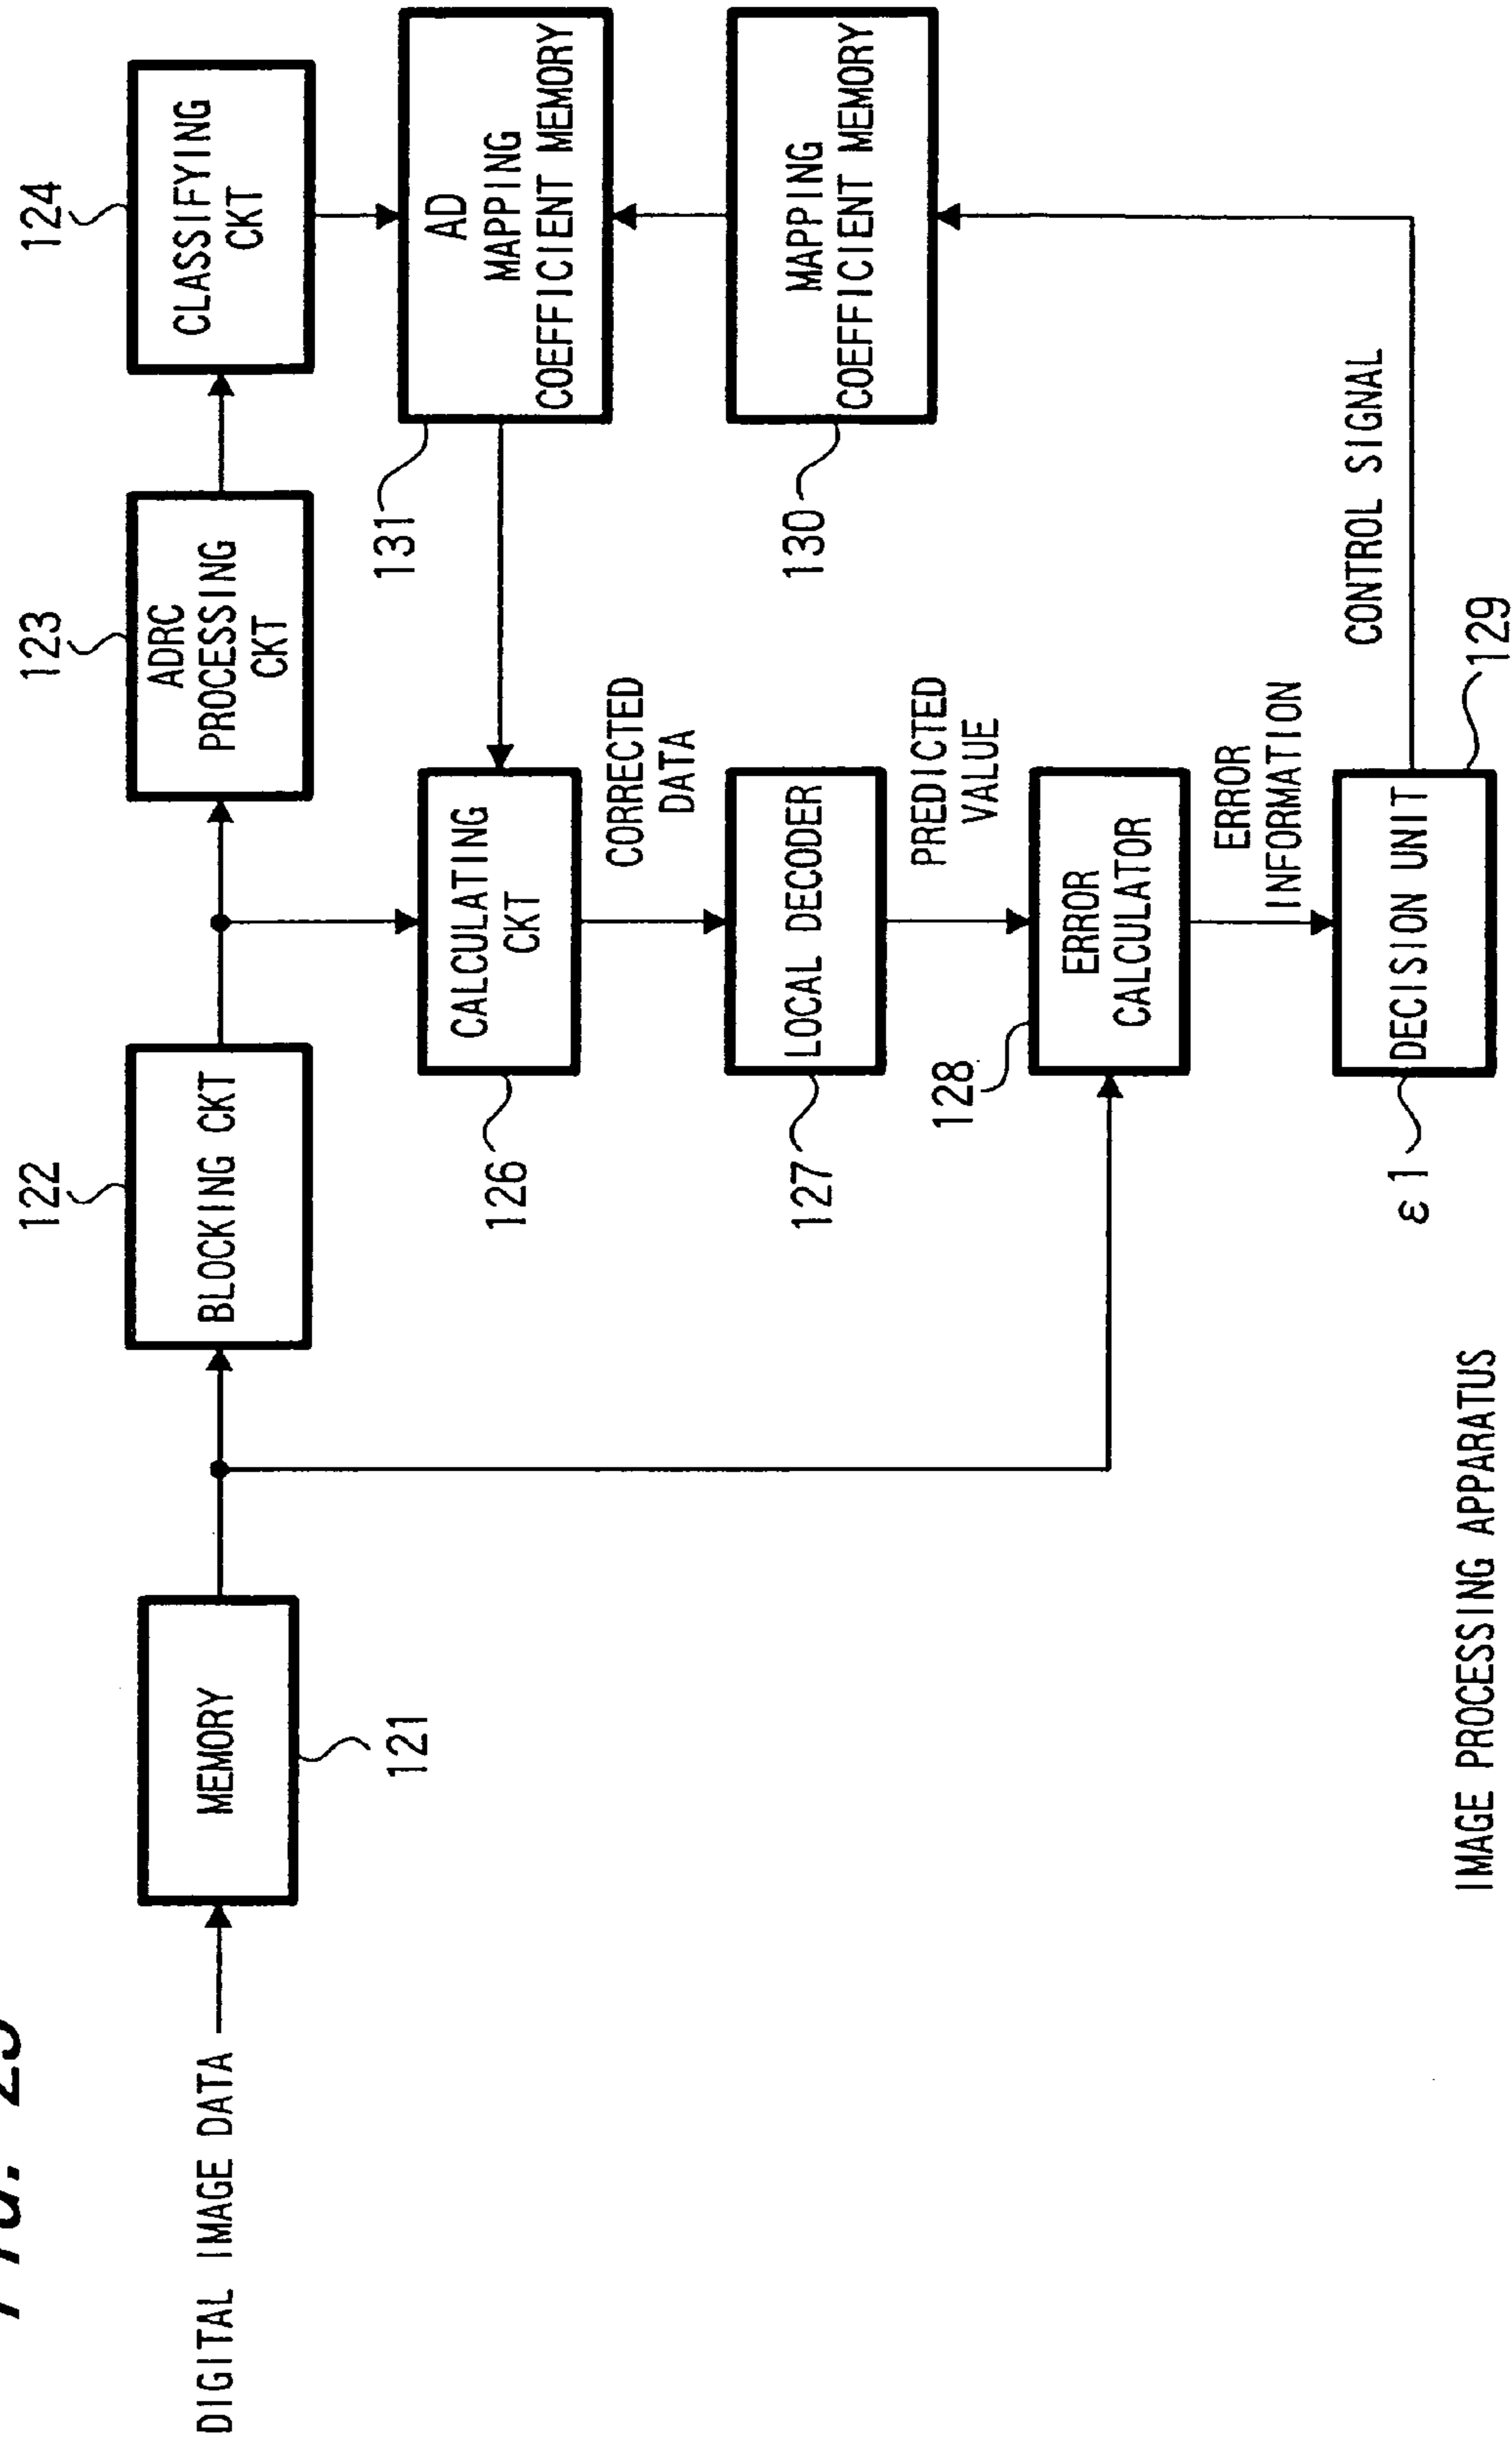 FIG.
122
123
124
DIGITAL IMAGE DATA
MEMORY
BLOCKING CKT
ADRC
PROCESSING
CKT
CLASSIFYING
CKT
121
131
126
CALCULATING
CKT
AD
MAPPING
COEFFICIENT MEMORY
CORRECTED
DATA
127
LOCAL DECODER
130
MAPPING
COEFFICIENT MEMORY
PREDICTED
VALUE
128
ERROR
CALCULATOR
ERROR
INFORMATION
CONTROL SIGNAL
ε1
DECISION UNIT
129
IMAGE PROCESSING APPARATUS